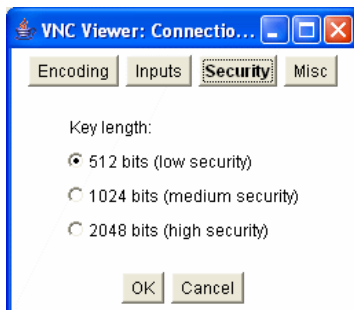 VNC Viewer: Connectio...
Encoding Inputs Security Misc
Key length:
512 bits (low security)
1024 bits (medium security)
2048 bits (high security)
OK Cancel